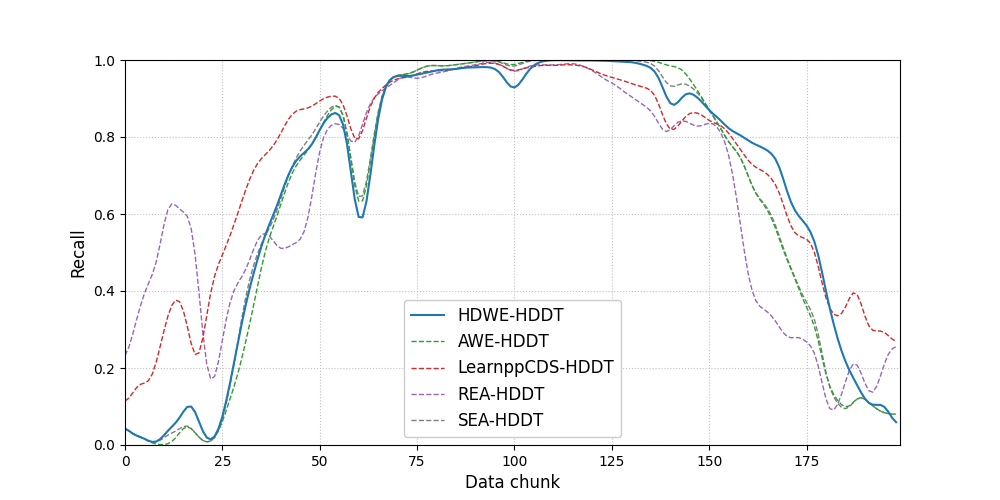 1.0
0.8
0.6
0.4
0.2
0.0
Recall
HDWE-HDDT
AWE-HDDT
LearnppCDS-HDDT
REA-HDDT
SEA-HDDT
0 25 50 75 100 125 150 175
Data chunk